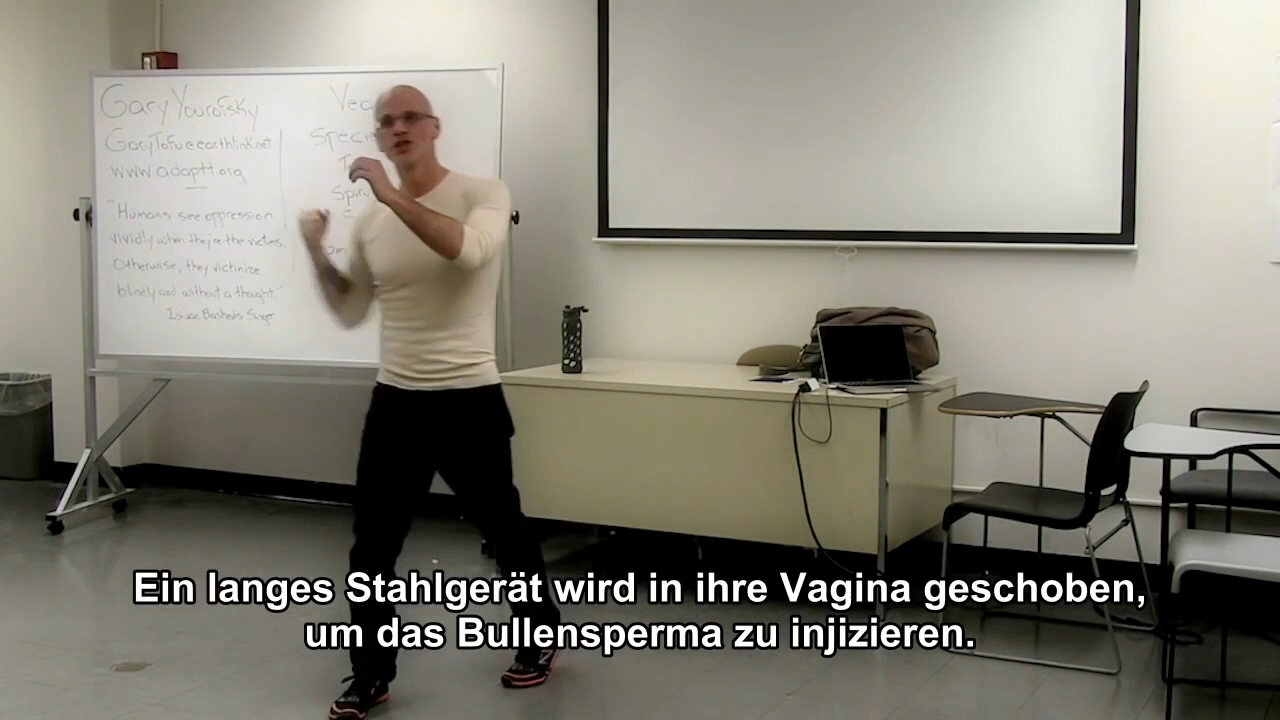 Gary Yourofsky
GaryToFu@earthlink.net
www.adaptt.org
"Humans see oppression
vividly when they're the victims.
Otherwise, they victimize
blindly and without a thought."
Isaac Bashevis Singer
Ein langes Stahlgerät wird in ihre Vagina geschoben,
um das Bullensperma zu injizieren.